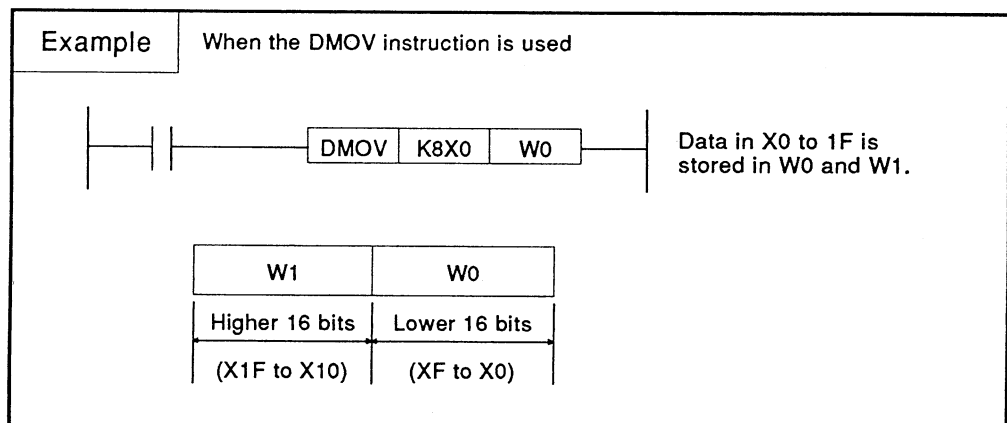 Example
When the DMOV instruction is used
DMOV K8X0 W0
Data in X0 to 1F is
stored in W0 and W1.
W1 W0
Higher 16 bits Lower 16 bits
(X1F to X10) (XF to X0)